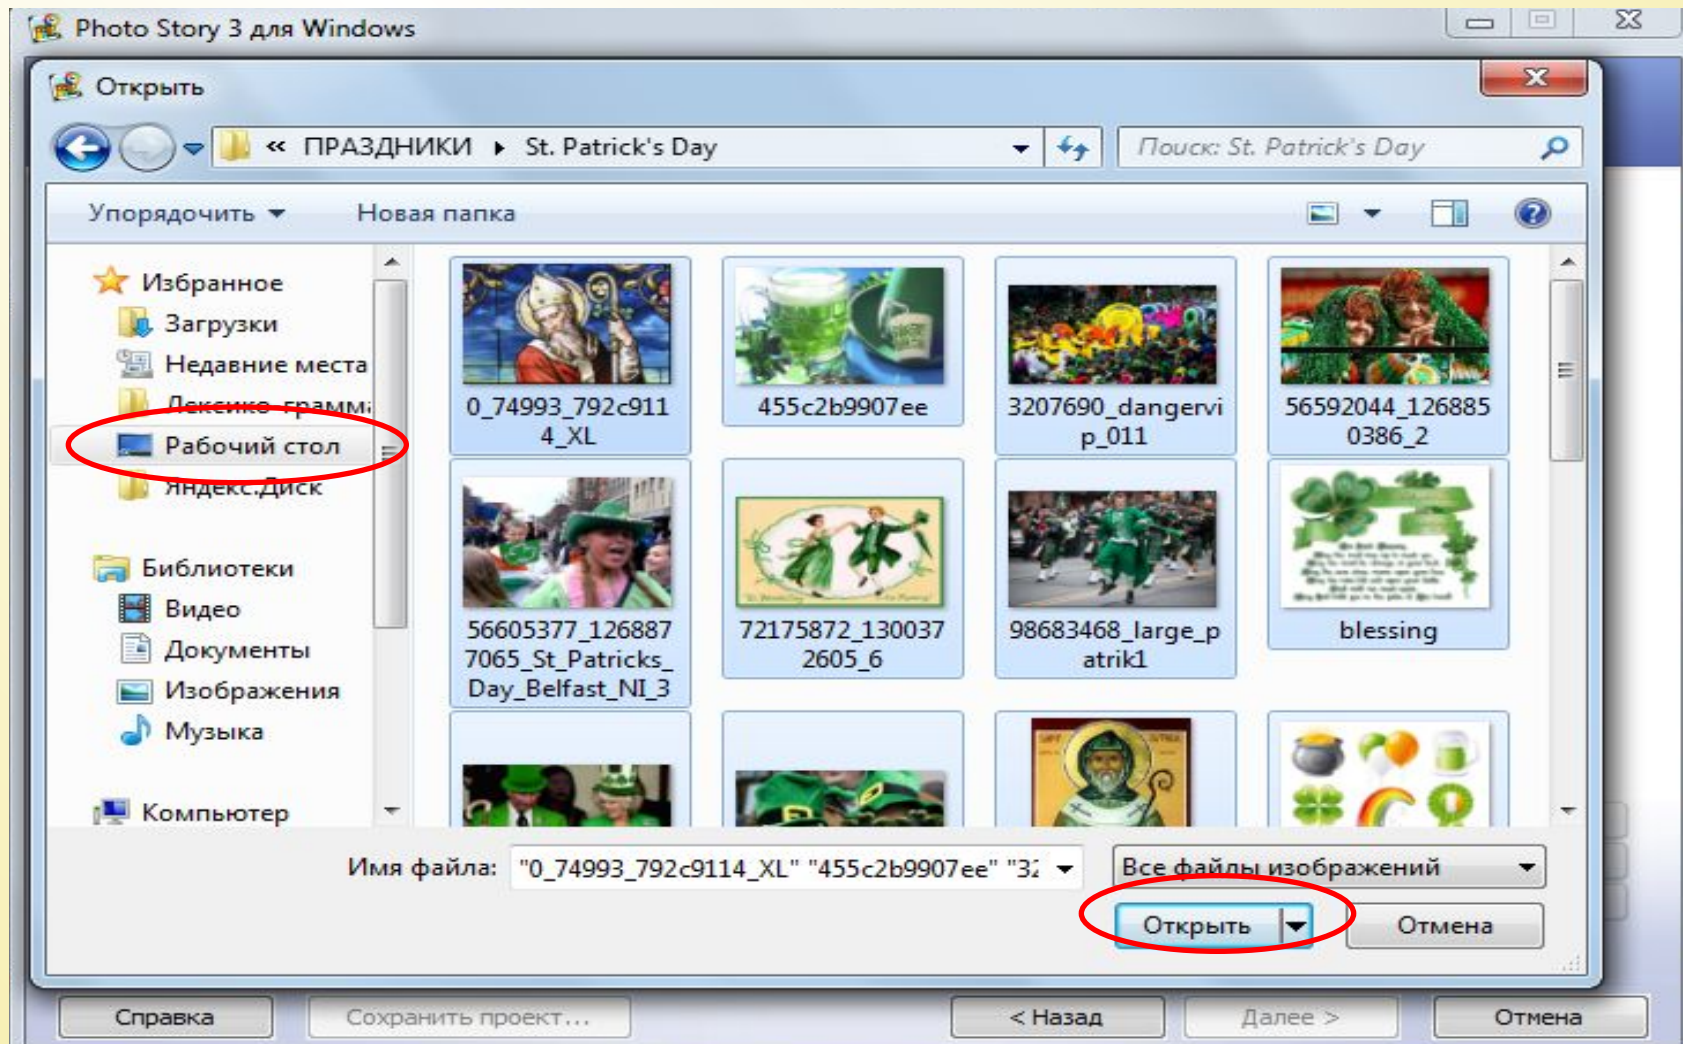 Photo Story 3 для Windows
Открыть
« ПРАЗДНИКИ ▸ St. Patrick's Day
Поиск: St. Patrick's Day
Упорядочить
Новая папка
Избранное
Загрузки
Недавние места
Лексико-грамма
Рабочий стол
Яндекс.Диск
Библиотеки
Видео
Документы
Изображения
Музыка
Компьютер
0_74993_792c911
4_XL
455c2b9907ee
3207690_dangervi
p_011
56592044_126885
0386_2
56605377_126887
7065_St_Patricks_
Day_Belfast_NI_3
72175872_130037
2605_6
98683468_large_p
atrik1
blessing
Имя файла: "0_74993_792c9114_XL" "455c2b9907ee" "32
Все файлы изображений
Открыть
Отмена
Справка
Сохранить проект...
< Назад
Далее >
Отмена